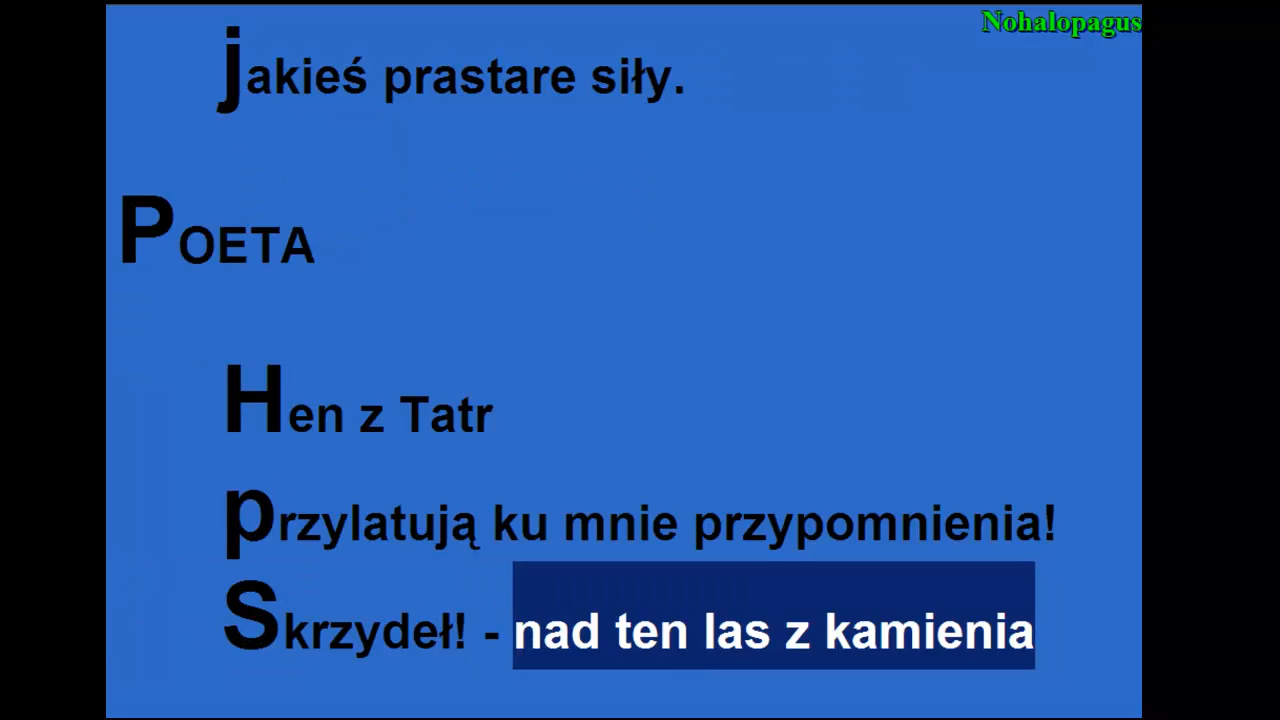 Nohalopagus
jakieś prastare siły.
POETA
Hen z Tatr
przylatują ku mnie przypomnienia!
Skrzydeł! - nad ten las z kamienia